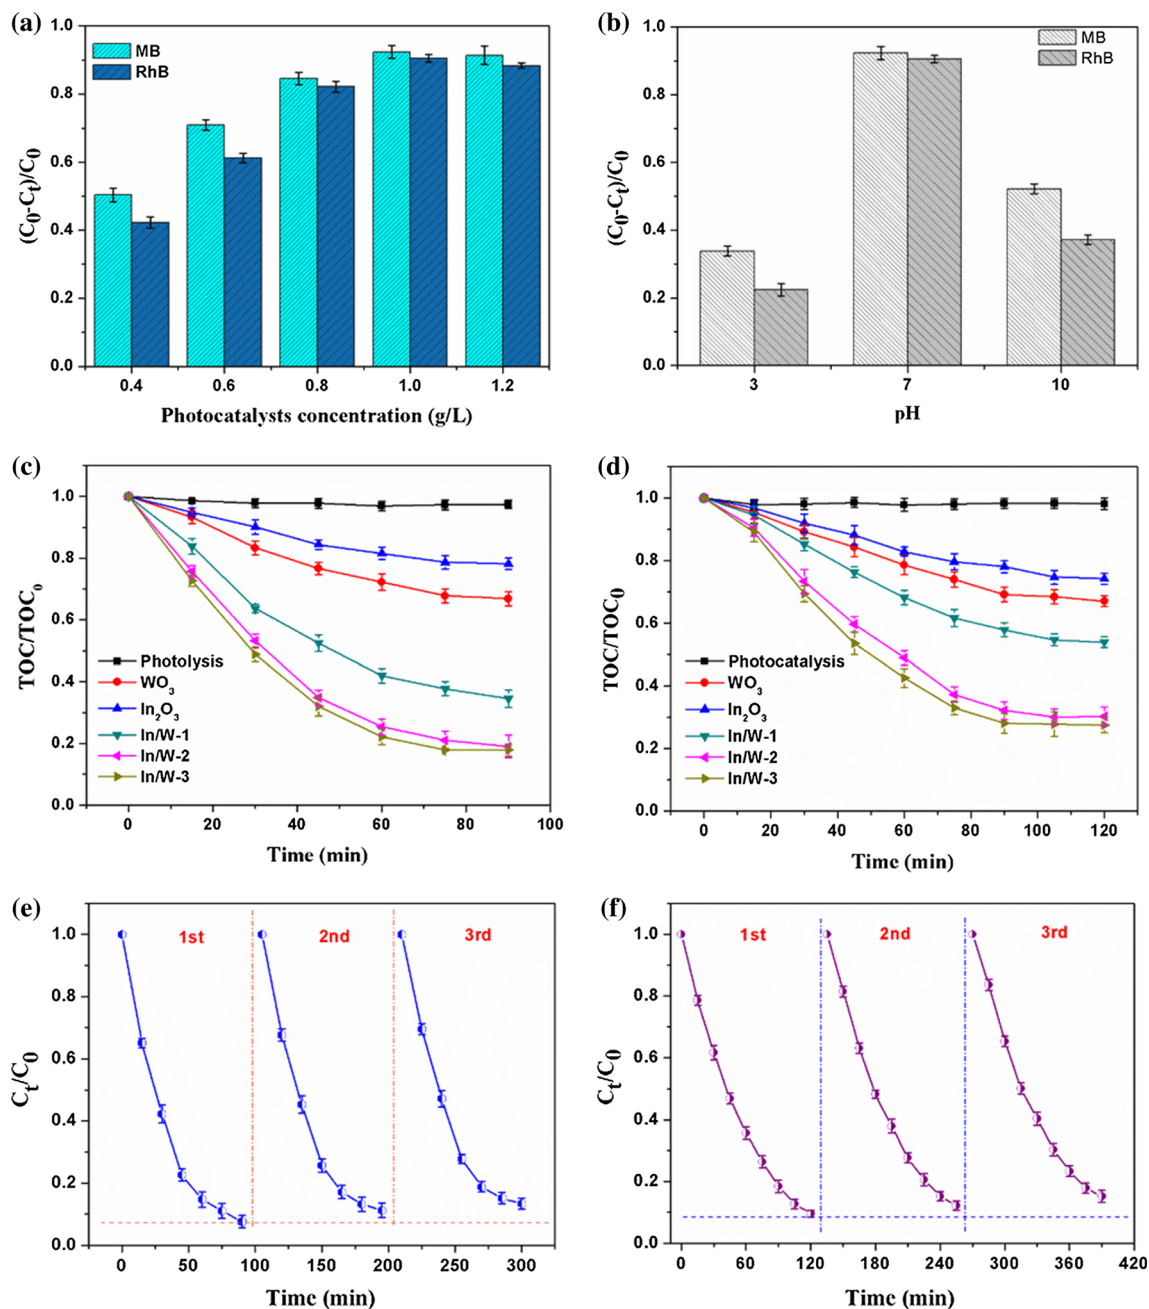 (a)
1.0
0.8
0.6
0.4
0.2
0.0
(C0-Ct)/C0
MB
RhB
0.4 0.6 0.8 1.0 1.2
Photocatalysts concentration (g/L)
(b)
1.0
0.8
0.6
0.4
0.2
0.0
(C0-Ct)/C0
MB
RhB
3 7 10
pH
(c)
1.0
0.8
0.6
0.4
0.2
0.0
TOC/TOC0
Photolysis
WO3
In2O3
In/W-1
In/W-2
In/W-3
0 20 40 60 80 100
Time (min)
(d)
1.0
0.8
0.6
0.4
0.2
0.0
TOC/TOC0
Photocatalysis
WO3
In2O3
In/W-1
In/W-2
In/W-3
0 15 30 45 60 75 90 105 120
Time (min)
(e)
1.0
0.8
0.6
0.4
0.2
0.0
Ct/C0
1st 2nd 3rd
0 50 100 150 200 250 300
Time (min)
(f)
1.0
0.8
0.6
0.4
0.2
0.0
Ct/C0
1st 2nd 3rd
0 60 120 180 240 300 360 420
Time (min)